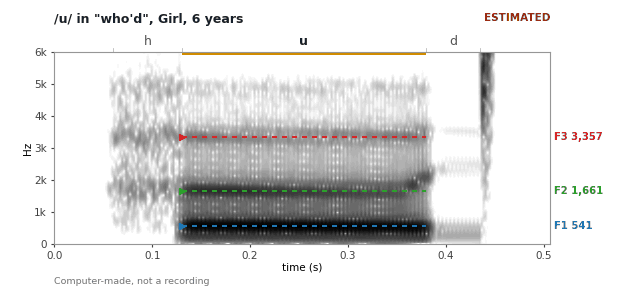 /u/ in "who'd", Girl, 6 years
ESTIMATED
h u d
6k
5k
4k
3k
2k
1k
0
Hz
F3 3,357
F2 1,661
F1 541
0.0 0.1 0.2 0.3 0.4 0.5
time (s)
Computer-made, not a recording